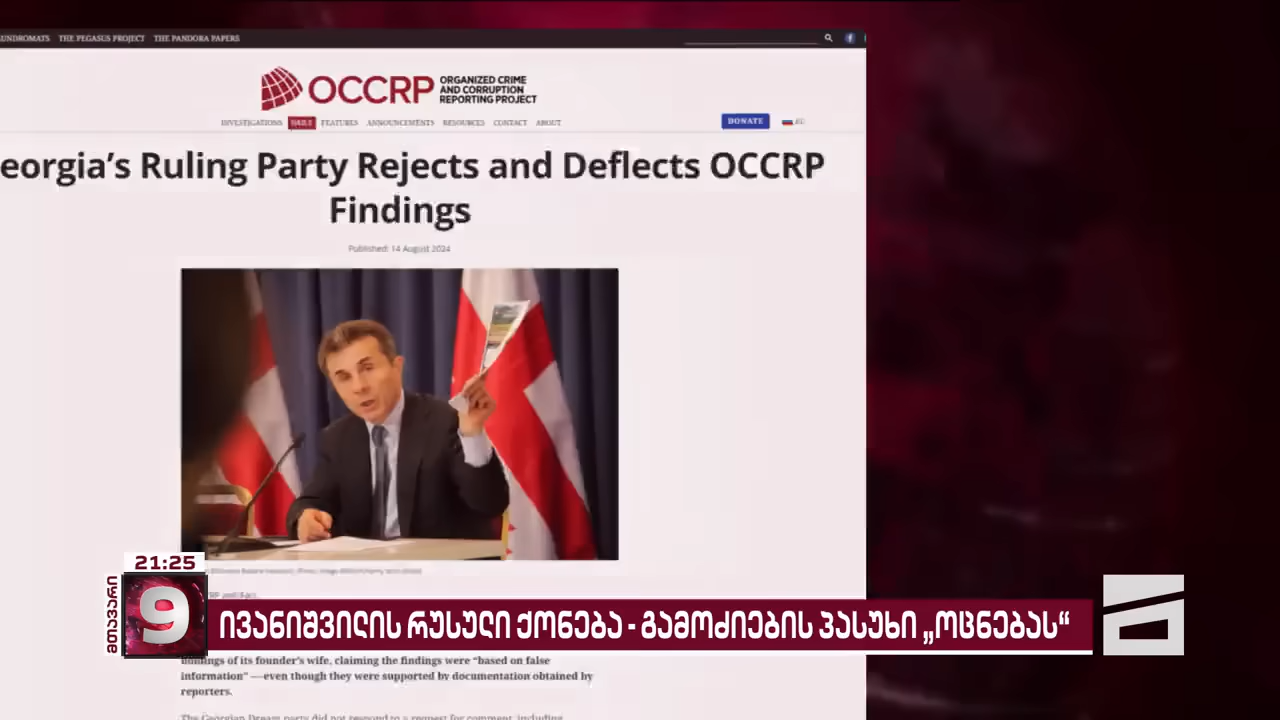 UNDROMATS THE PEGASUS PROJECT THE PANDORA PAPERS
OCCRP
ORGANIZED CRIME
AND CORRUPTION
REPORTING PROJECT
INVESTIGATIONS DAILY FEATURES ANNOUNCEMENTS RESOURCES CONTACT ABOUT
DONATE
eorgia's Ruling Party Rejects and Deflects OCCRP
Findings
Published: 14 August 2024
21:25
მთავარი
9
ივანიშვილის რუსული ქონება - გამოძიების პასუხი „ოცნებას“
holdings of its founder's wife, claiming the findings were “based on false
information” —even though they were supported by documentation obtained by
reporters.
The Georgian Dream party did not respond to a request for comment, including